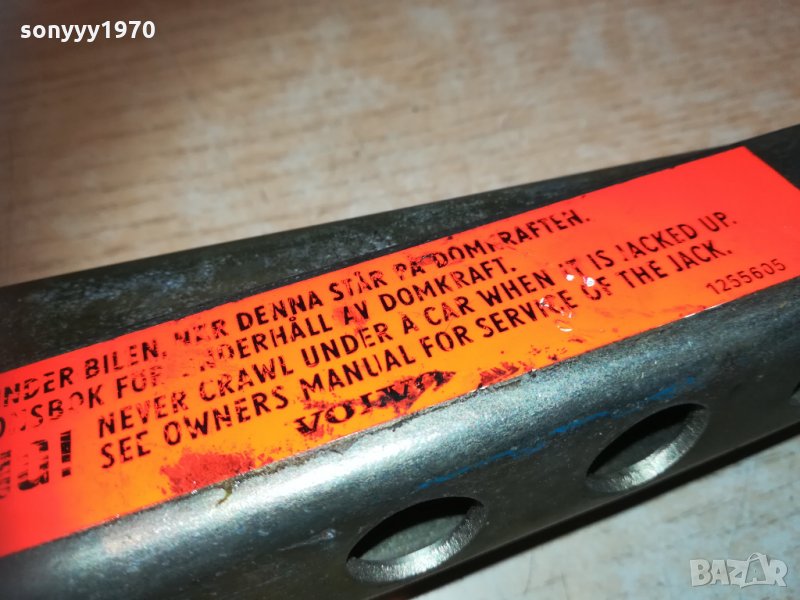 sonyyy1970
UNDER BILEN, NÄR DENNA STÅR PÅ DOMKRAFTEN.
FÖR UNDERHÅLL AV DOMKRAFT.
NEVER CRAWL UNDER A CAR WHEN IT IS JACKED UP.
SEE OWNERS MANUAL FOR SERVICE OF THE JACK.
1255605
VOLVO
BAZAR